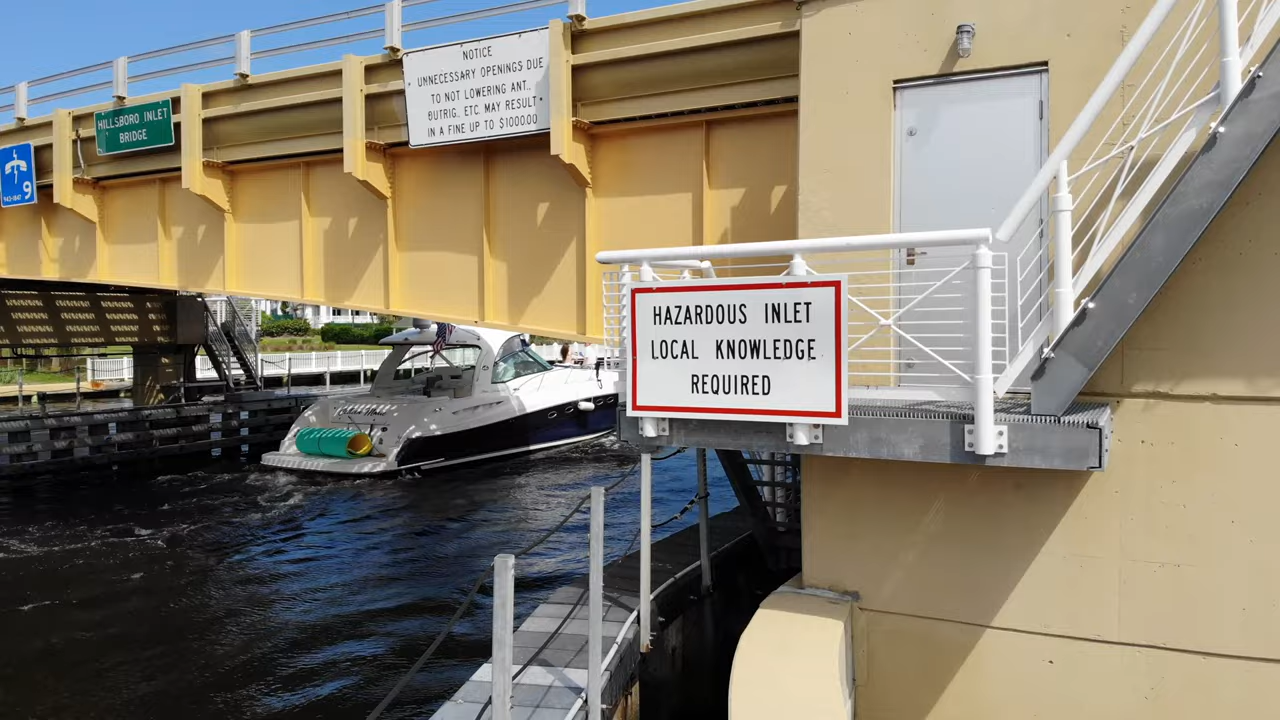 NOTICE
UNNECESSARY OPENINGS DUE
TO NOT LOWERING ANT.,
OUTRIG., ETC. MAY RESULT
IN A FINE UP TO $1000.00
HILLSBORO INLET
BRIDGE
9
HAZARDOUS INLET
LOCAL KNOWLEDGE
REQUIRED